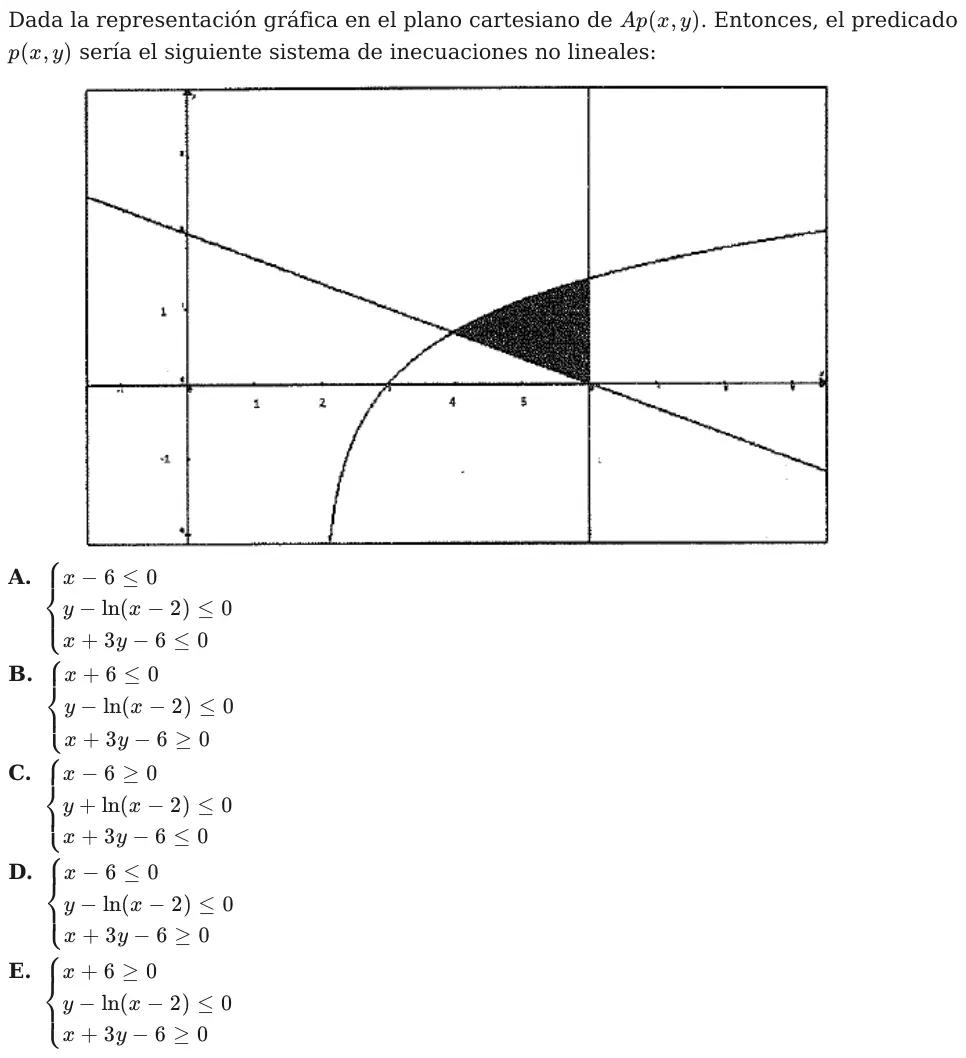 Dada la representación gráfica en el plano cartesiano de Ap(x, y). Entonces, el predicado
p(x, y) sería el siguiente sistema de inecuaciones no lineales:
1
1 2 4 5
-1
A. { x − 6 ≤ 0
y − ln(x − 2) ≤ 0
x + 3y − 6 ≤ 0
B. { x + 6 ≤ 0
y − ln(x − 2) ≤ 0
x + 3y − 6 ≥ 0
C. { x − 6 ≥ 0
y + ln(x − 2) ≤ 0
x + 3y − 6 ≤ 0
D. { x − 6 ≤ 0
y − ln(x − 2) ≤ 0
x + 3y − 6 ≥ 0
E. { x + 6 ≥ 0
y − ln(x − 2) ≤ 0
x + 3y − 6 ≥ 0